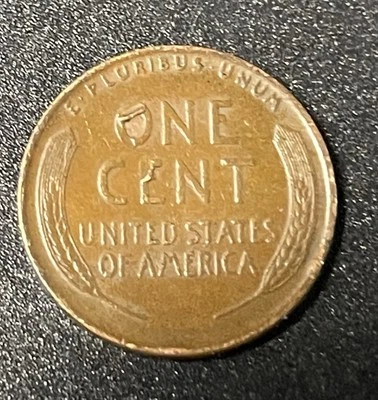 E·PLURIBUS·UNUM
ONE
CENT
UNITED STATES
OF AMERICA